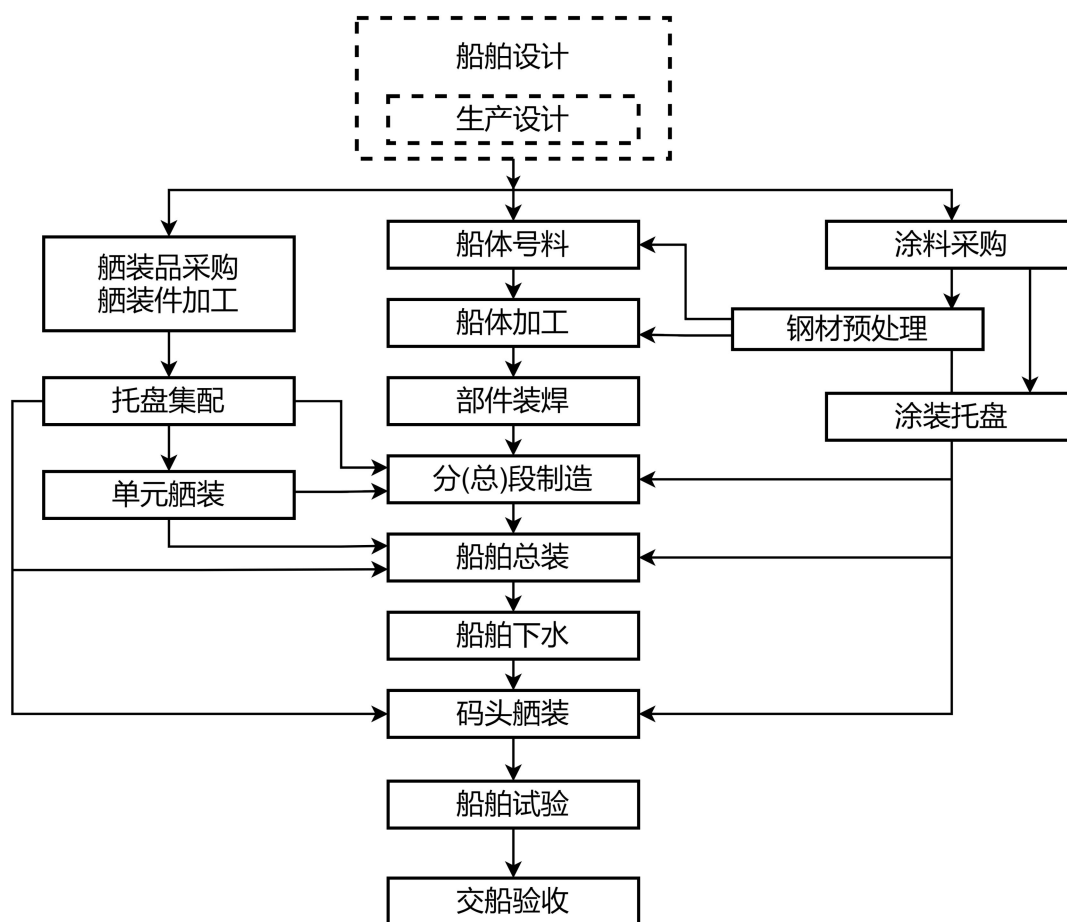 船舶设计
生产设计
船体号料
涂料采购
舾装品采购
舾装件加工
船体加工
钢材预处理
托盘集配
部件装焊
涂装托盘
分(总)段制造
单元舾装
船舶总装
船舶下水
码头舾装
船舶试验
交船验收